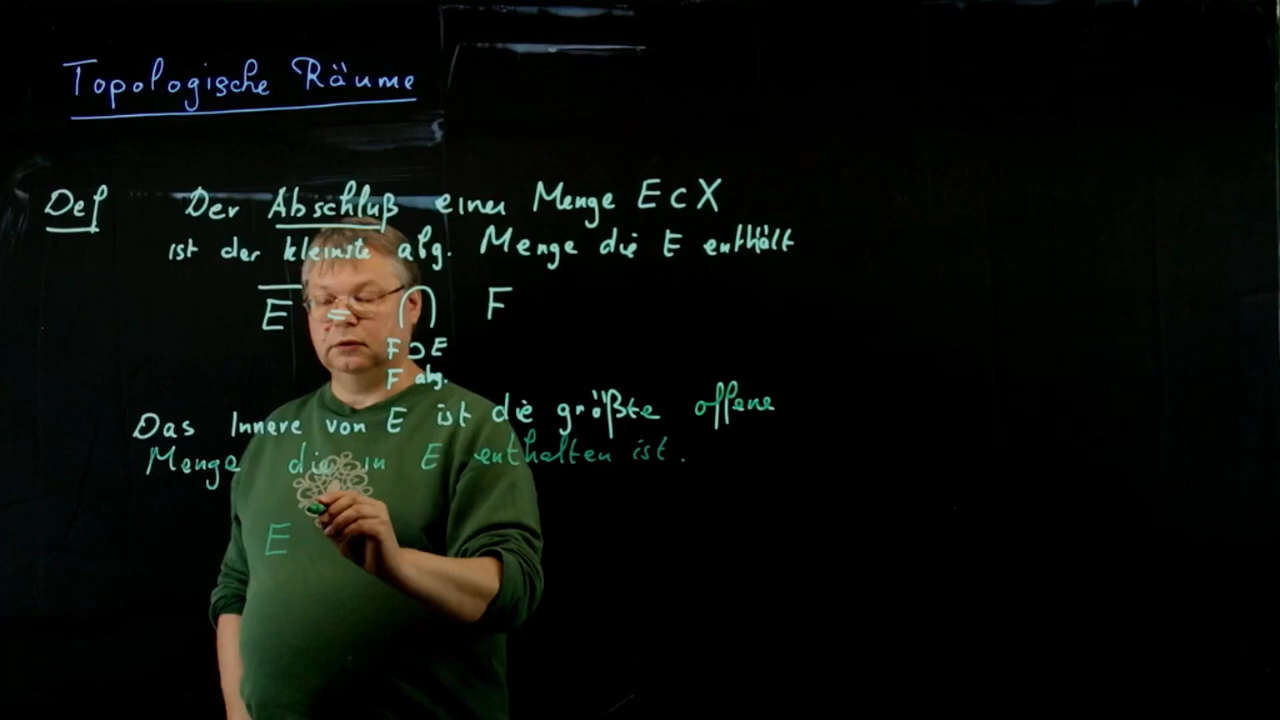 Topologische Räume
Def Der Abschluß einer Menge E ⊂ X
ist der kleinste abg. Menge die E enthält
E̅ = ⋂ F
F ⊃ E
F abg.
Das Innere von E ist die größte offene
Menge die in E enthalten ist.
E